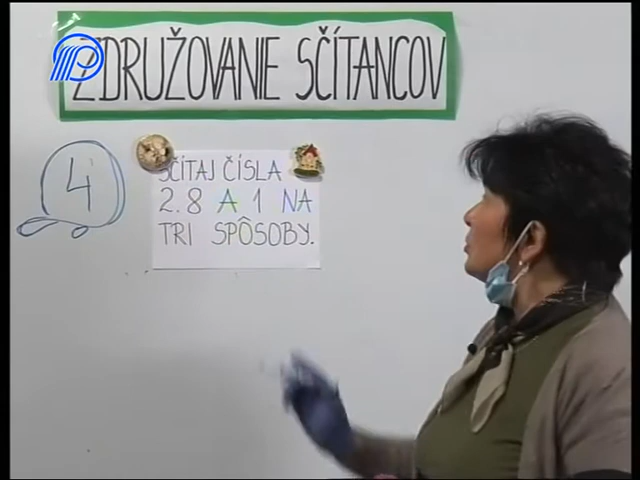 ZDRUŽOVANIE SČÍTANCOV
4
SČÍTAJ ČÍSLA
2.8 A 1 NA
TRI SPÔSOBY.